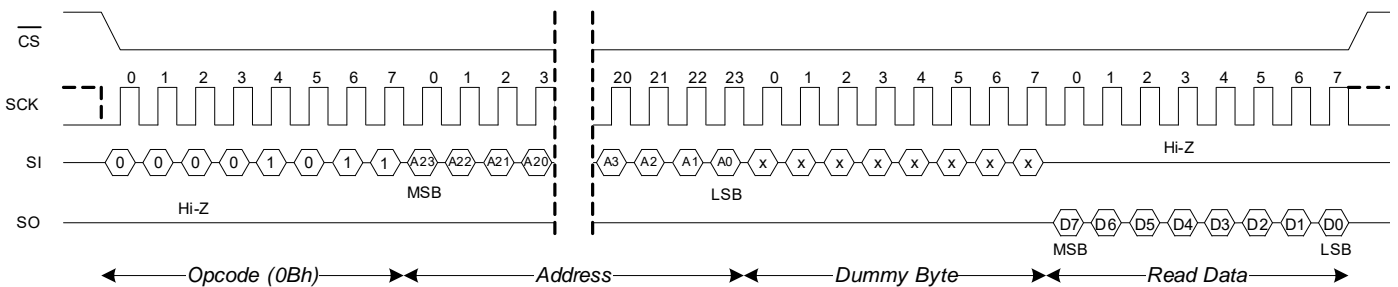 CS
0 1 2 3 4 5 6 7 0 1 2 3 20 21 22 23 0 1 2 3 4 5 6 7 0 1 2 3 4 5 6 7
SCK
Hi-Z
SI 0 0 0 0 1 0 1 1 A23 A22 A21 A20 A3 A2 A1 A0 x x x x x x x x
MSB LSB
Hi-Z
SO D7 D6 D5 D4 D3 D2 D1 D0
MSB LSB
Opcode (0Bh) Address Dummy Byte Read Data